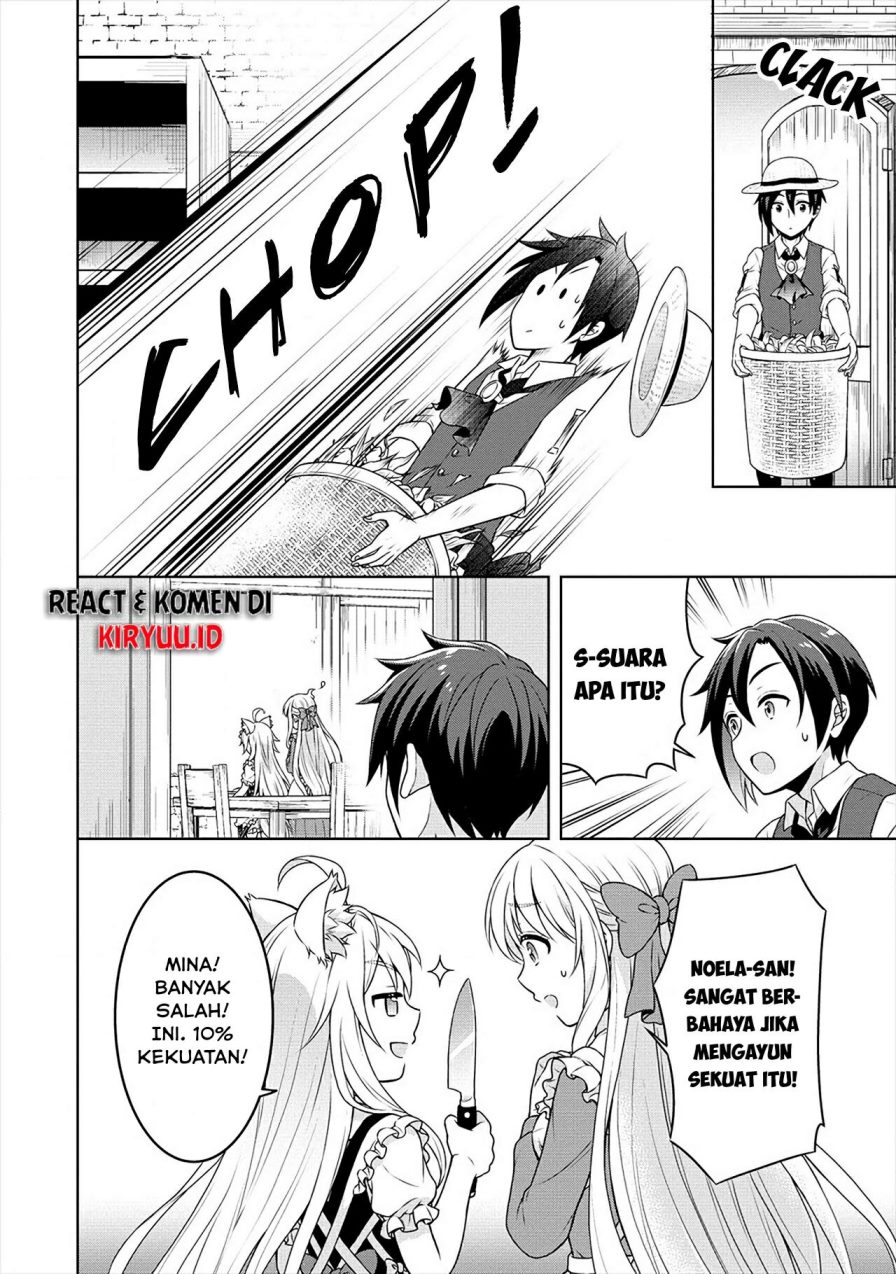 CLACK
CHOP!
S-SUARA
APA ITU?
REACT & KOMEN DI
KIRYUU.ID
NOELA-SAN!
SANGAT BER-
BAHAYA JIKA
MENGAYUN
SEKUAT ITU!
MINA!
BANYAK
SALAH!
INI. 10%
KEKUATAN!